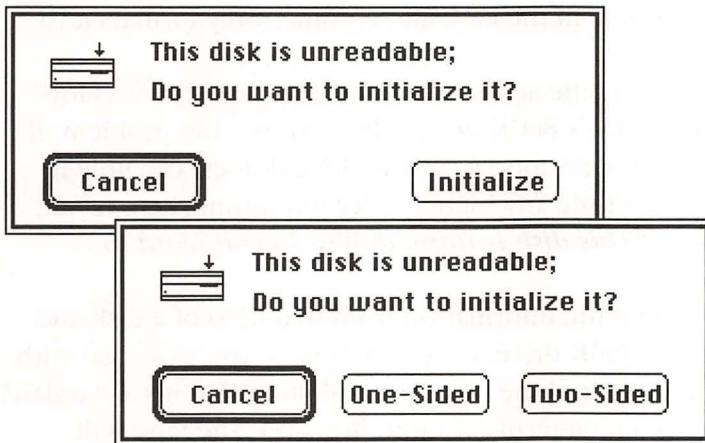 This disk is unreadable;
Do you want to initialize it?
Cancel
Initialize
This disk is unreadable;
Do you want to initialize it?
Cancel
One-Sided
Two-Sided